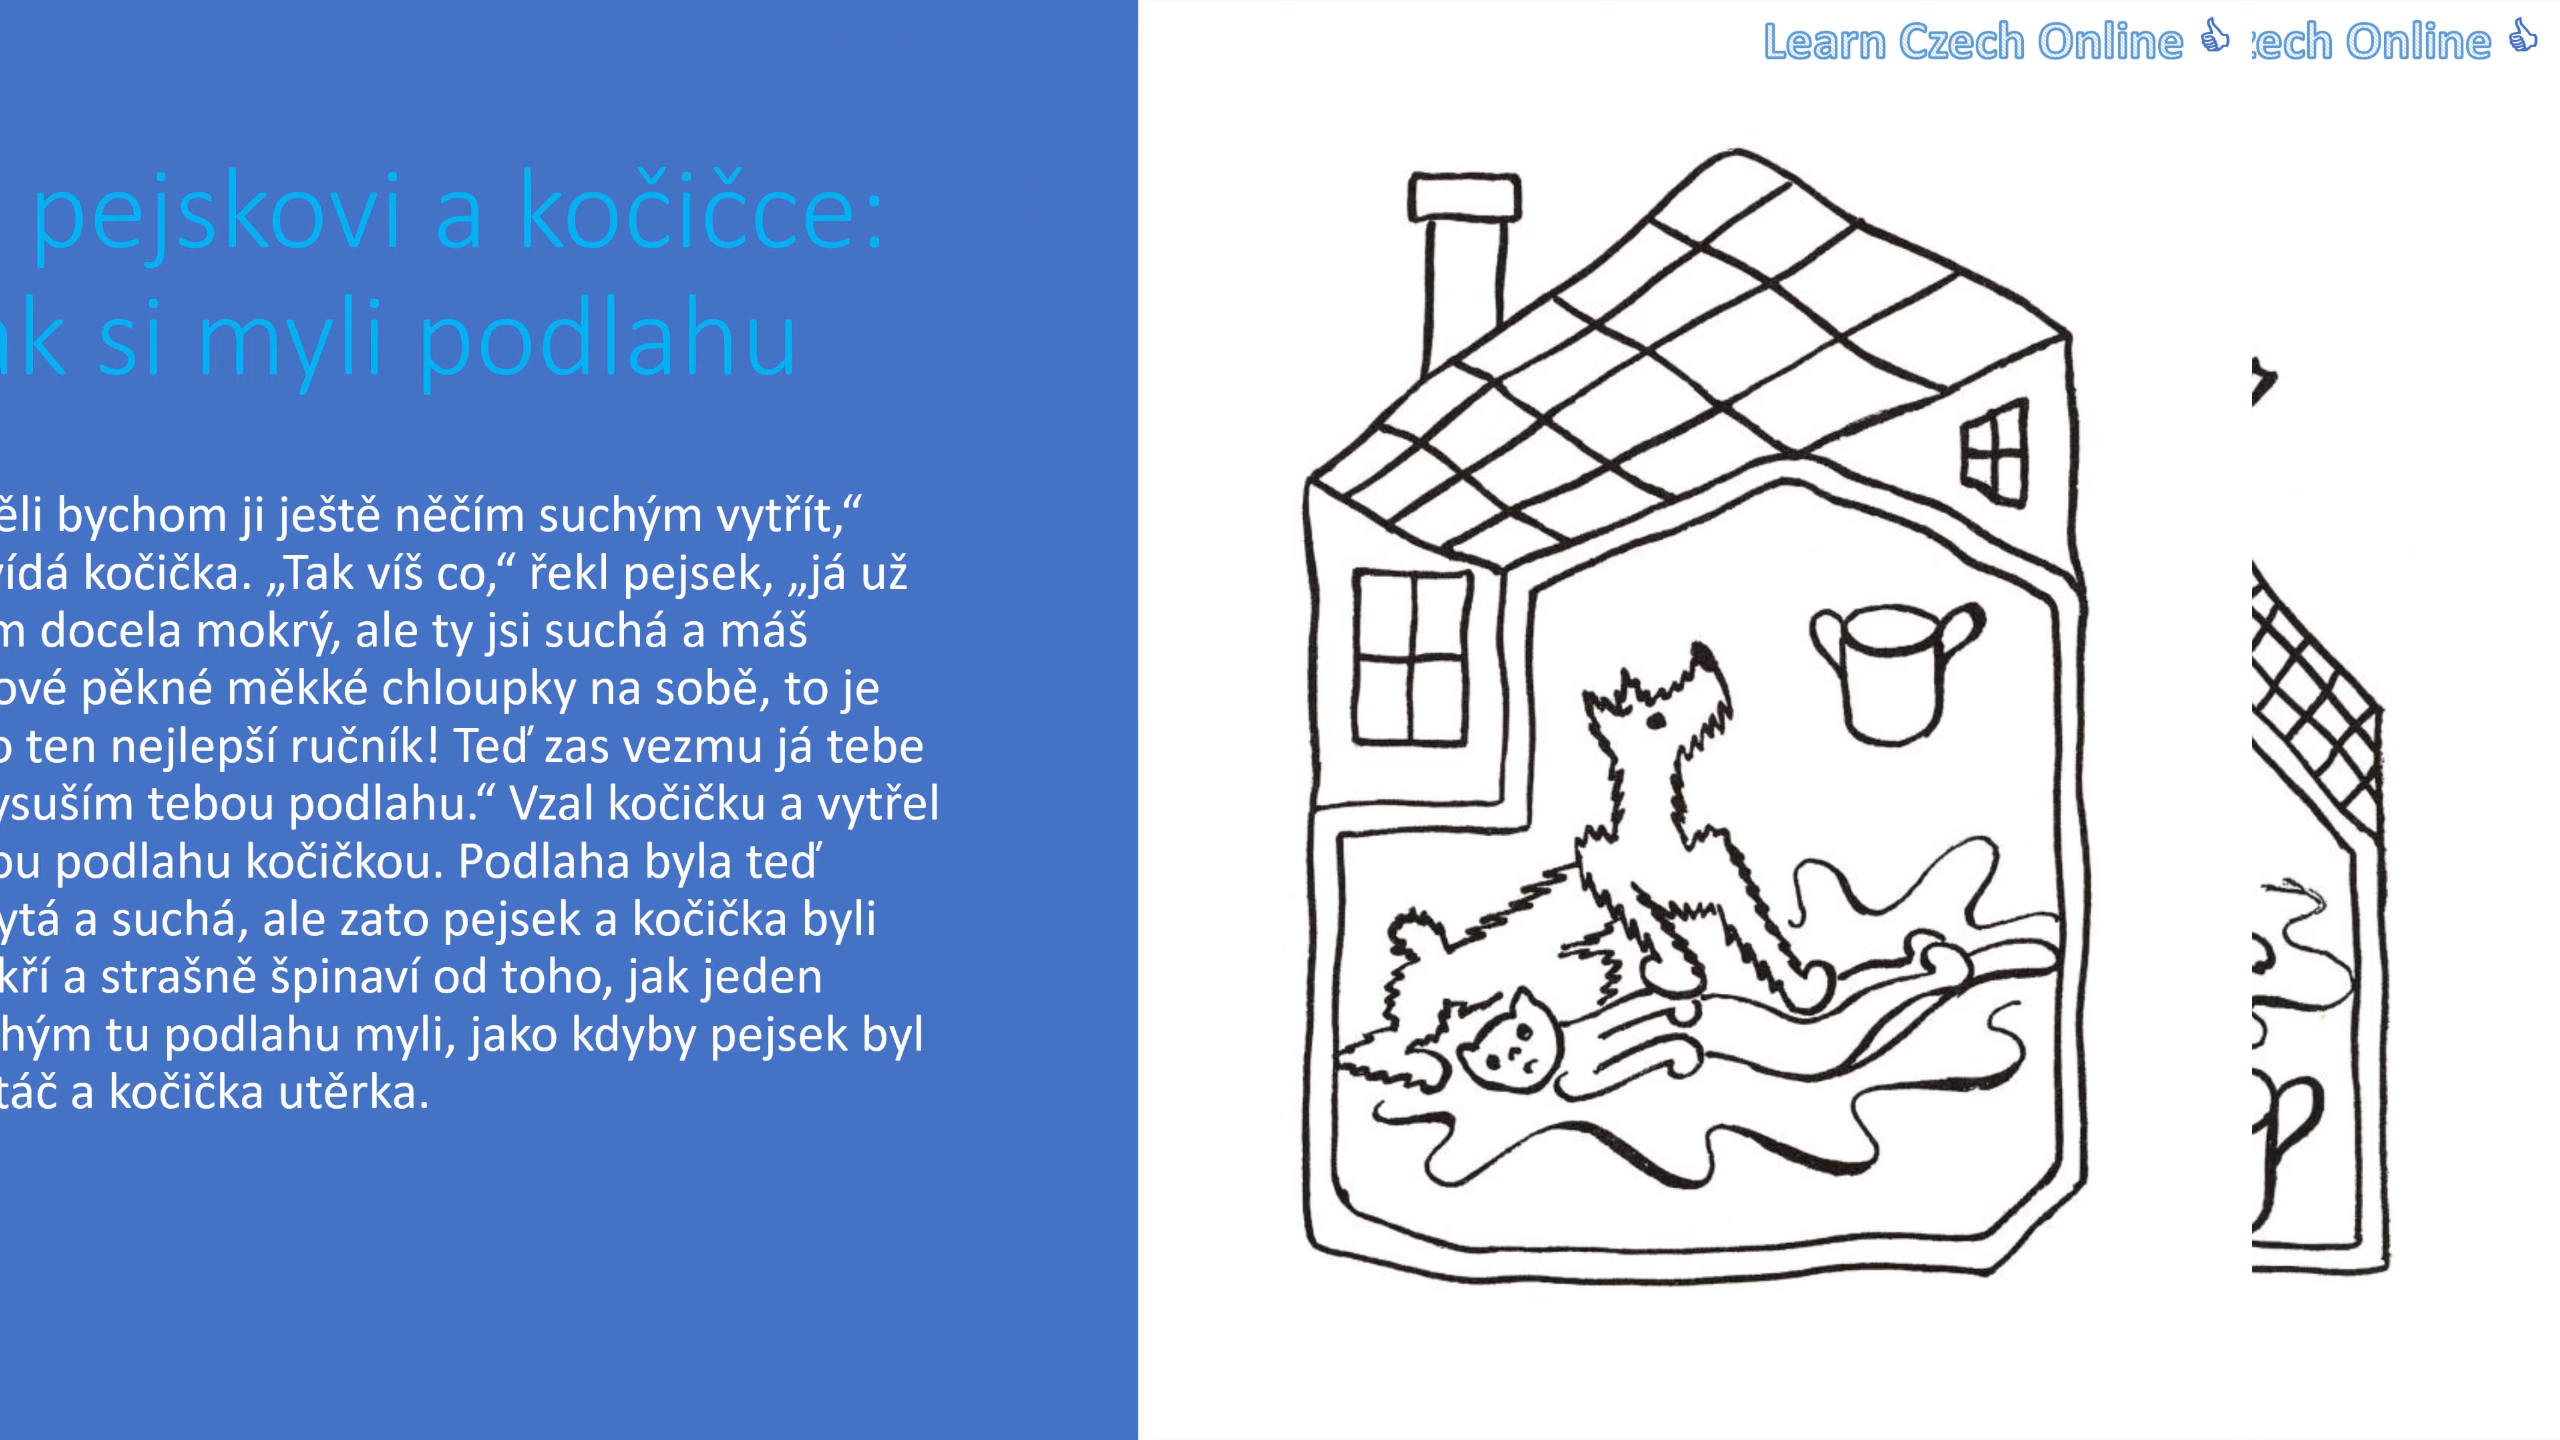 Learn Czech Online
zech Online
pejskovi a kočičce:
ak si myli podlahu
ěli bychom ji ještě něčím suchým vytřít,“
vídá kočička. „Tak víš co,“ řekl pejsek, „já už
m docela mokrý, ale ty jsi suchá a máš
ové pěkné měkké chloupky na sobě, to je
o ten nejlepší ručník! Teď zas vezmu já tebe
ysuším tebou podlahu.“ Vzal kočičku a vytřel
ou podlahu kočičkou. Podlaha byla teď
ytá a suchá, ale zato pejsek a kočička byli
kří a strašně špinaví od toho, jak jeden
hým tu podlahu myli, jako kdyby pejsek byl
táč a kočička utěrka.